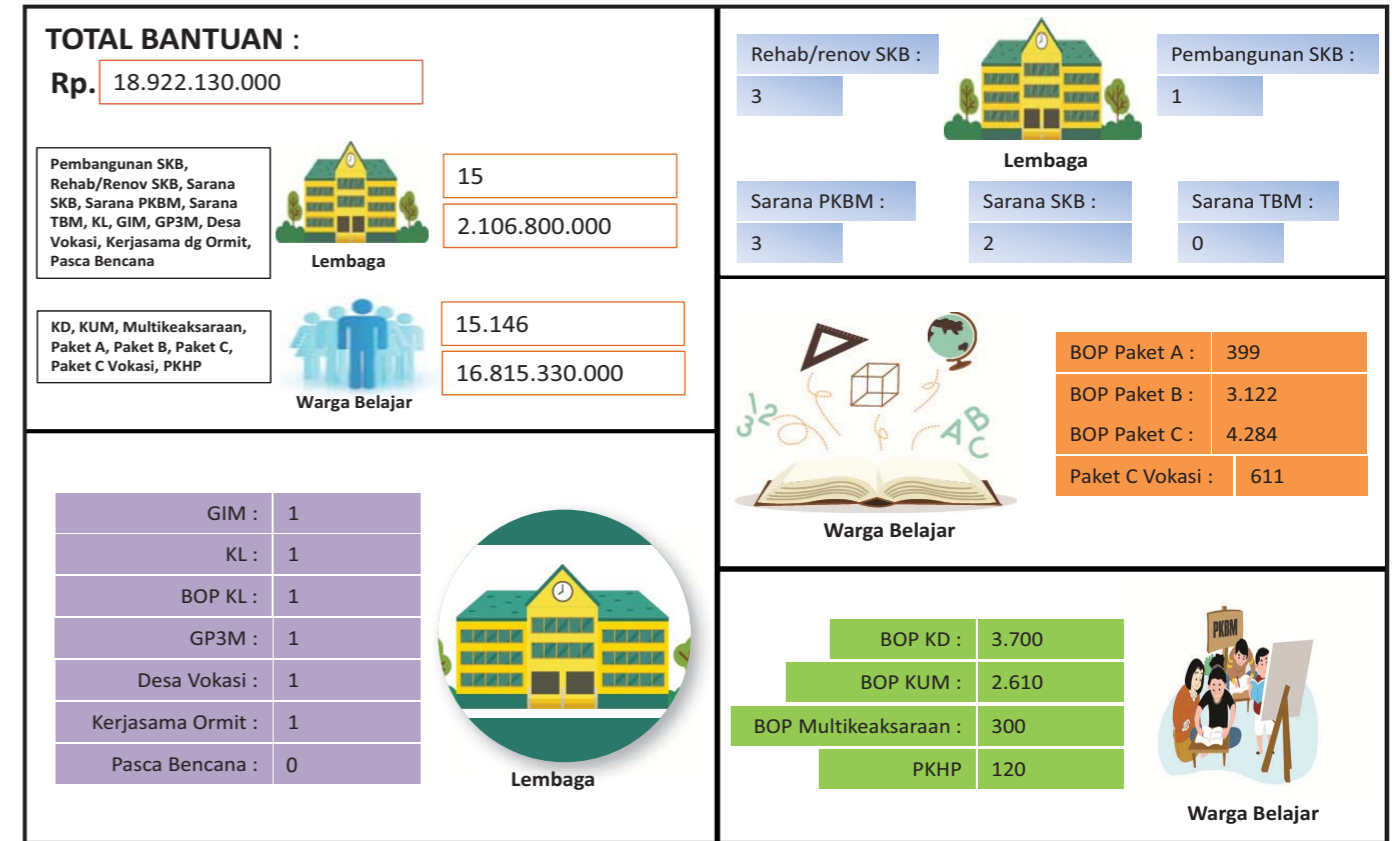 TOTAL BANTUAN :
Rp. 18.922.130.000
Pembangunan SKB,
Rehab/Renov SKB, Sarana
SKB, Sarana PKBM, Sarana
TBM, KL, GIM, GP3M, Desa
Vokasi, Kerjasama dg Ormit,
Pasca Bencana
Lembaga
15
2.106.800.000
KD, KUM, Multikeaksaraan,
Paket A, Paket B, Paket C,
Paket C Vokasi, PKHP
Warga Belajar
15.146
16.815.330.000
Rehab/renov SKB :
3
Lembaga
Pembangunan SKB :
1
Sarana PKBM :
3
Sarana SKB :
2
Sarana TBM :
0
1 2
3
A B
C
Warga Belajar
BOP Paket A : 399
BOP Paket B : 3.122
BOP Paket C : 4.284
Paket C Vokasi : 611
GIM : 1
KL : 1
BOP KL : 1
GP3M : 1
Desa Vokasi : 1
Kerjasama Ormit : 1
Pasca Bencana : 0
Lembaga
BOP KD : 3.700
BOP KUM : 2.610
BOP Multikeaksaraan : 300
PKHP 120
PKBM
Warga Belajar